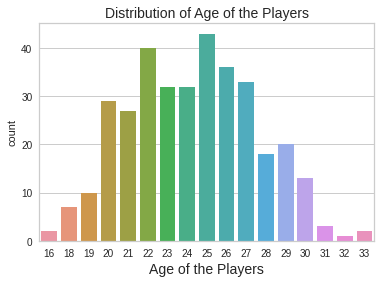 Distribution of Age of the Players
40
30
20
10
0
count
16 18 19 20 21 22 23 24 25 26 27 28 29 30 31 32 33
Age of the Players